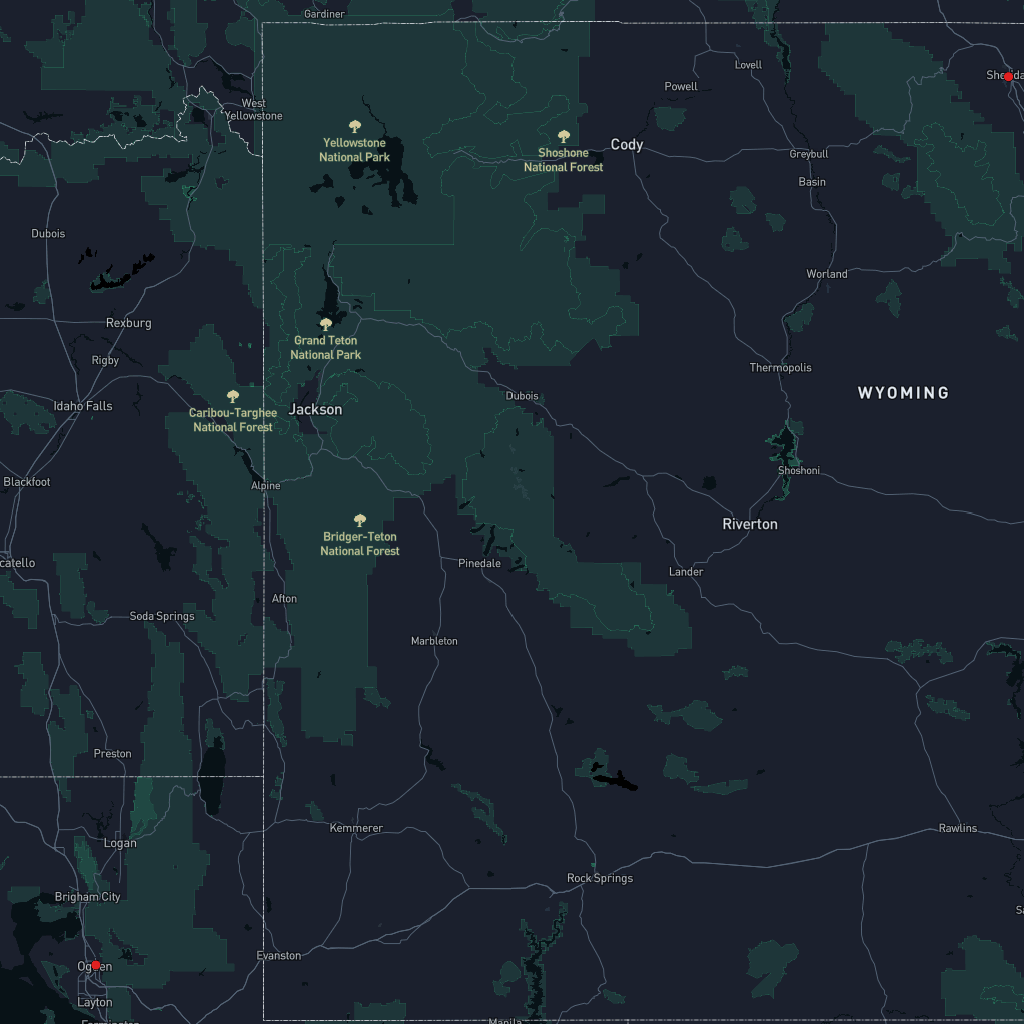 Gardiner
Lovell
Sheridan
Powell
West
Yellowstone
Yellowstone
National Park
Shoshone
National Forest
Cody
Greybull
Basin
Dubois
Worland
Rexburg
Grand Teton
National Park
Rigby
Thermopolis
WYOMING
Idaho Falls
Jackson
Dubois
Caribou-Targhee
National Forest
Shoshoni
Blackfoot
Alpine
Riverton
Bridger-Teton
National Forest
catello
Pinedale
Lander
Afton
Soda Springs
Marbleton
Preston
Kemmerer
Rawlins
Logan
Rock Springs
Brigham City
Sa
Evanston
Ogden
Layton
Farmington
Manila